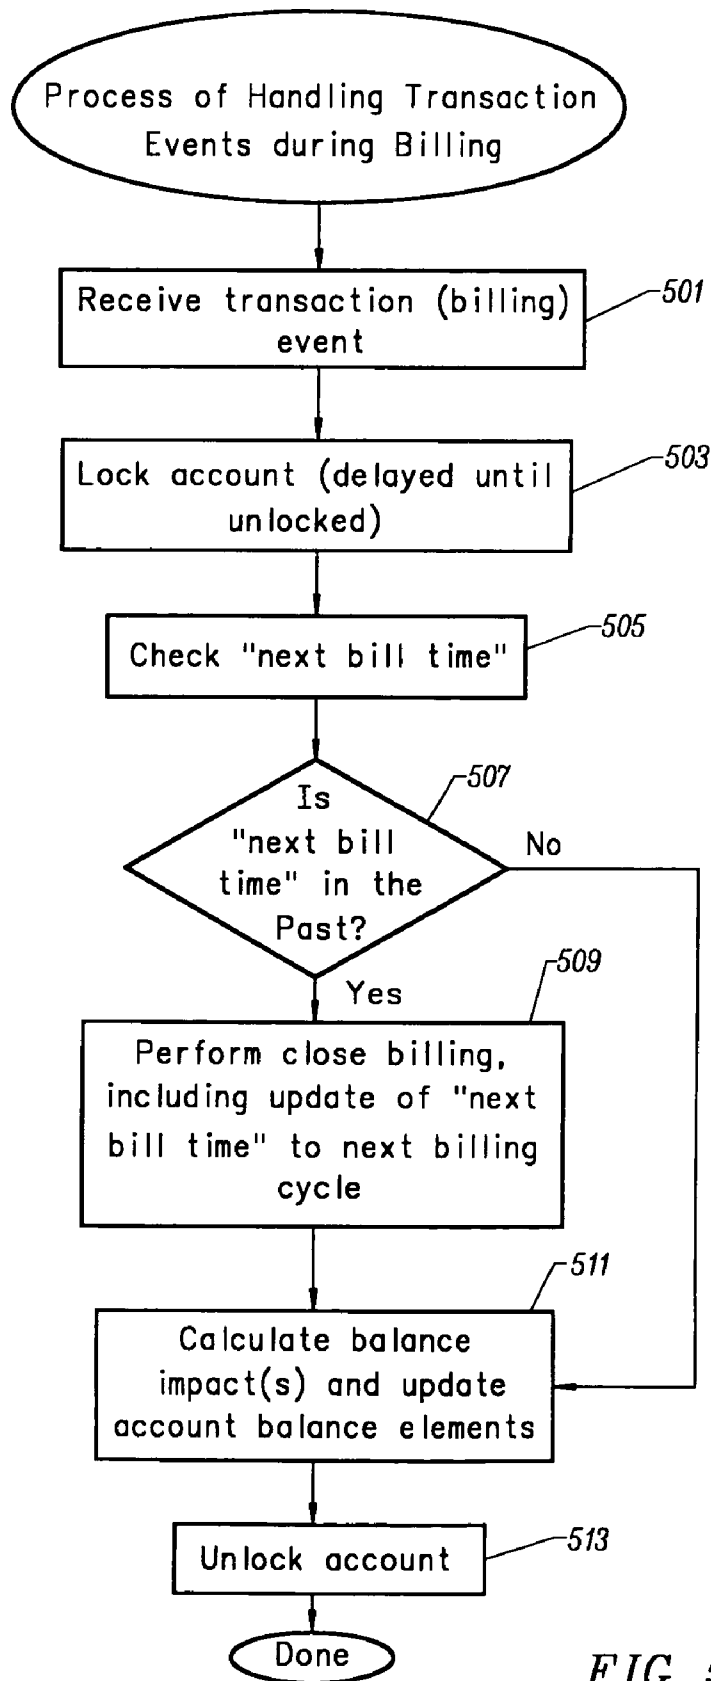 Process of Handling Transaction
Events during Billing
Receive transaction (billing)
event
501
Lock account (delayed until
unlocked)
503
Check "next bill time"
505
Is
"next bill
time" in the
Past?
507
No
Yes
509
Perform close billing,
including update of "next
bill time" to next billing
cycle
511
Calculate balance
impact(s) and update
account balance elements
Unlock account
513
Done
FIG.